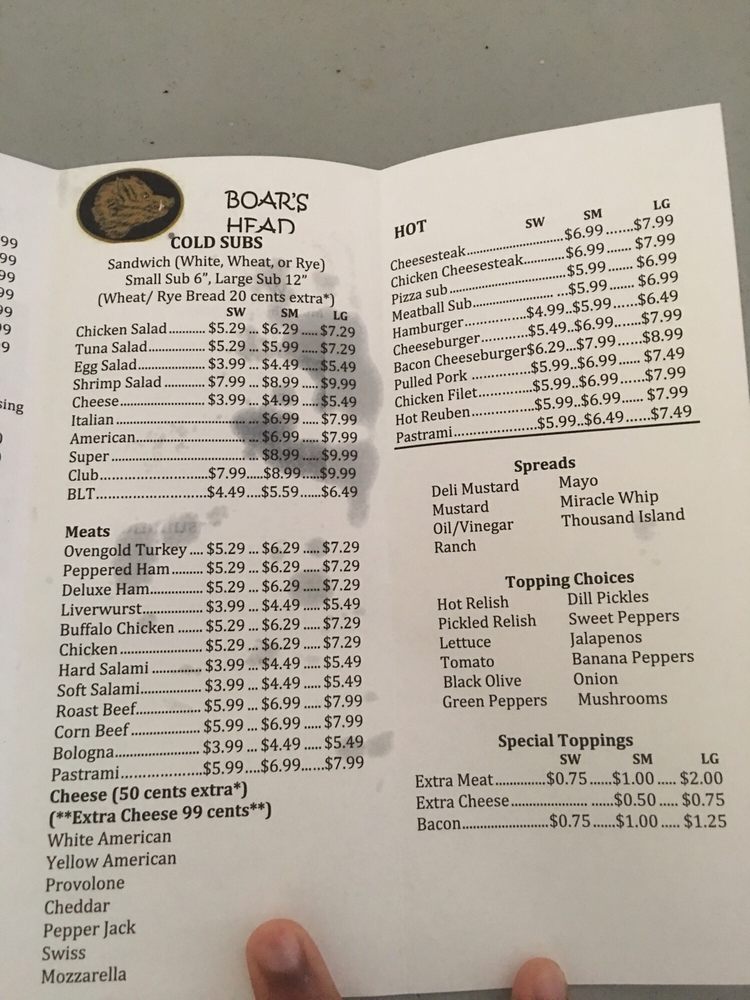 99
99
99
99
99
9
9
sing
)
)
BOAR'S
HEAD
COLD SUBS
Sandwich (White, Wheat, or Rye)
Small Sub 6”, Large Sub 12”
(Wheat/ Rye Bread 20 cents extra*)
SW SM LG
Chicken Salad........... $5.29 ... $6.29 ..... $7.29
Tuna Salad................ $5.29 ... $5.99 ..... $7.29
Egg Salad.................. $3.99 ... $4.49 ..... $5.49
Shrimp Salad ........... $7.99 ... $8.99 ..... $9.99
Cheese....................... $3.99 ... $4.99 ..... $5.49
Italian ........................................ $6.99 .... $7.99
American................................... $6.99 .... $7.99
Super ......................................... $8.99 .... $9.99
Club...........................$7.99.....$8.99....$9.99
BLT...........................$4.49....$5.59......$6.49
Meats
Ovengold Turkey .... $5.29 ... $6.29 ..... $7.29
Peppered Ham......... $5.29 ... $6.29 ..... $7.29
Deluxe Ham............... $5.29 ... $6.29 ..... $7.29
Liverwurst................. $3.99 ... $4.49 ..... $5.49
Buffalo Chicken ....... $5.29 ... $6.29 ..... $7.29
Chicken...................... $5.29 ... $6.29 ..... $7.29
Hard Salami .............. $3.99 ... $4.49 ..... $5.49
Soft Salami................ $3.99 ... $4.49 ..... $5.49
Roast Beef.................. $5.99 ... $6.99 ..... $7.99
Corn Beef................... $5.99 ... $6.99 ..... $7.99
Bologna...................... $3.99 ... $4.49 ..... $5.49
Pastrami.....................$5.99....$6.99......$7.99
Cheese (50 cents extra*)
(**Extra Cheese 99 cents**)
White American
Yellow American
Provolone
Cheddar
Pepper Jack
Swiss
Mozzarella
HOT SW SM LG
Cheesesteak...........................$6.99.......$7.99
Chicken Cheesesteak...........$6.99...... $7.99
Pizza sub ...............................$5.99...... $6.99
Meatball Sub..................... ...$5.99...... $6.99
Hamburger..................$4.99..$5.99......$6.49
Cheeseburger................$5.49..$6.99......$7.99
Bacon Cheeseburger$6.29...$7.99......$8.99
Pulled Pork ................$5.99..$6.99...... $7.49
Chicken Filet...............$5.99..$6.99......$7.99
Hot Reuben..................$5.99..$6.99...... $7.99
Pastrami.......................$5.99..$6.49......$7.49
Spreads
Deli Mustard Mayo
Mustard Miracle Whip
Oil/Vinegar Thousand Island
Ranch
Topping Choices
Hot Relish Dill Pickles
Pickled Relish Sweet Peppers
Lettuce Jalapenos
Tomato Banana Peppers
Black Olive Onion
Green Peppers Mushrooms
Special Toppings
SW SM LG
Extra Meat.............$0.75......$1.00 ..... $2.00
Extra Cheese.................... ......$0.50 ..... $0.75
Bacon......................$0.75......$1.00 ..... $1.25